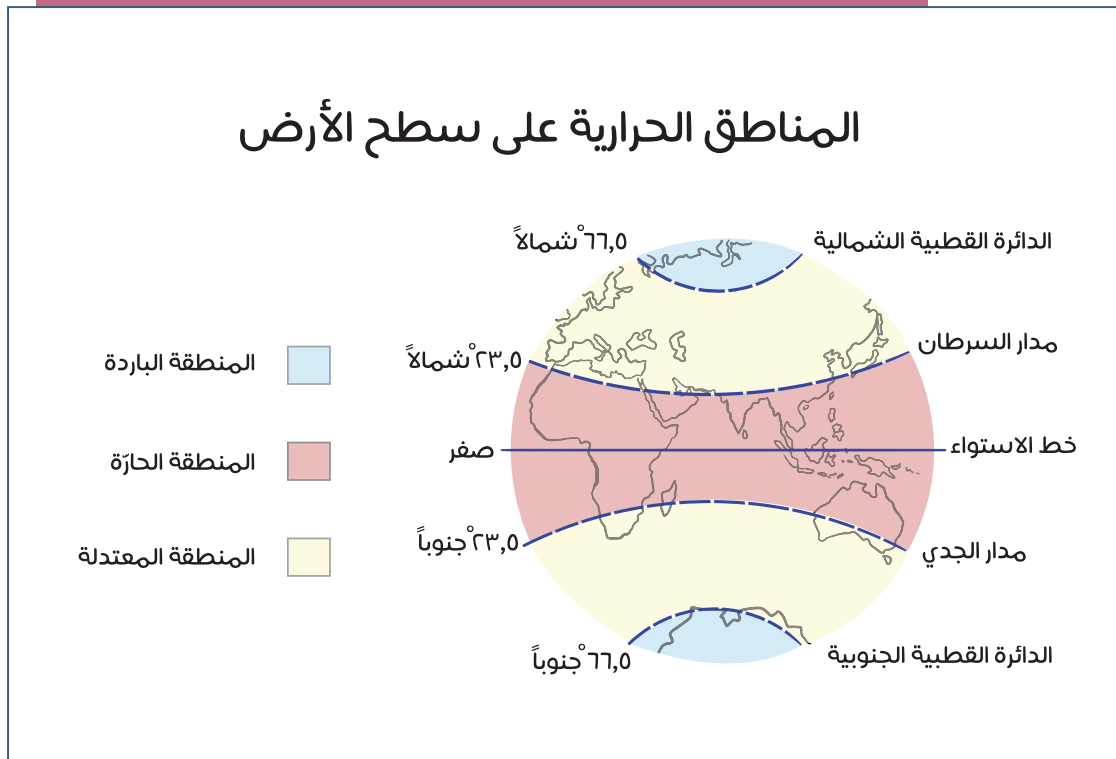 المناطق الحرارية على سطح الأرض
الدائرة القطبية الشمالية
٦٦,٥°شمالاً
مدار السرطان
٢٣,٥°شمالاً
خط الاستواء
صفر
مدار الجدي
٢٣,٥°جنوباً
الدائرة القطبية الجنوبية
٦٦,٥°جنوباً
المنطقة الباردة
المنطقة الحارّة
المنطقة المعتدلة